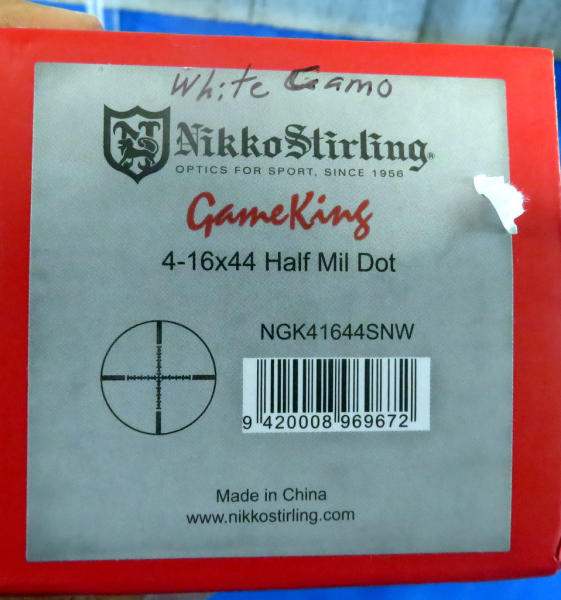 White Gamo
NikkoStirling®
OPTICS FOR SPORT, SINCE 1956
GameKing
4-16x44 Half Mil Dot
NGK41644SNW
9 420008 969672
Made in China
www.nikkostirling.com